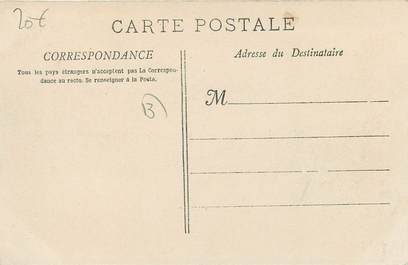 20€
CARTE POSTALE
CORRESPONDANCE
Tous les pays étrangers n'acceptent pas La Correspon-
dance au recto. Se renseigner à la Poste.
Adresse du Destinataire
M